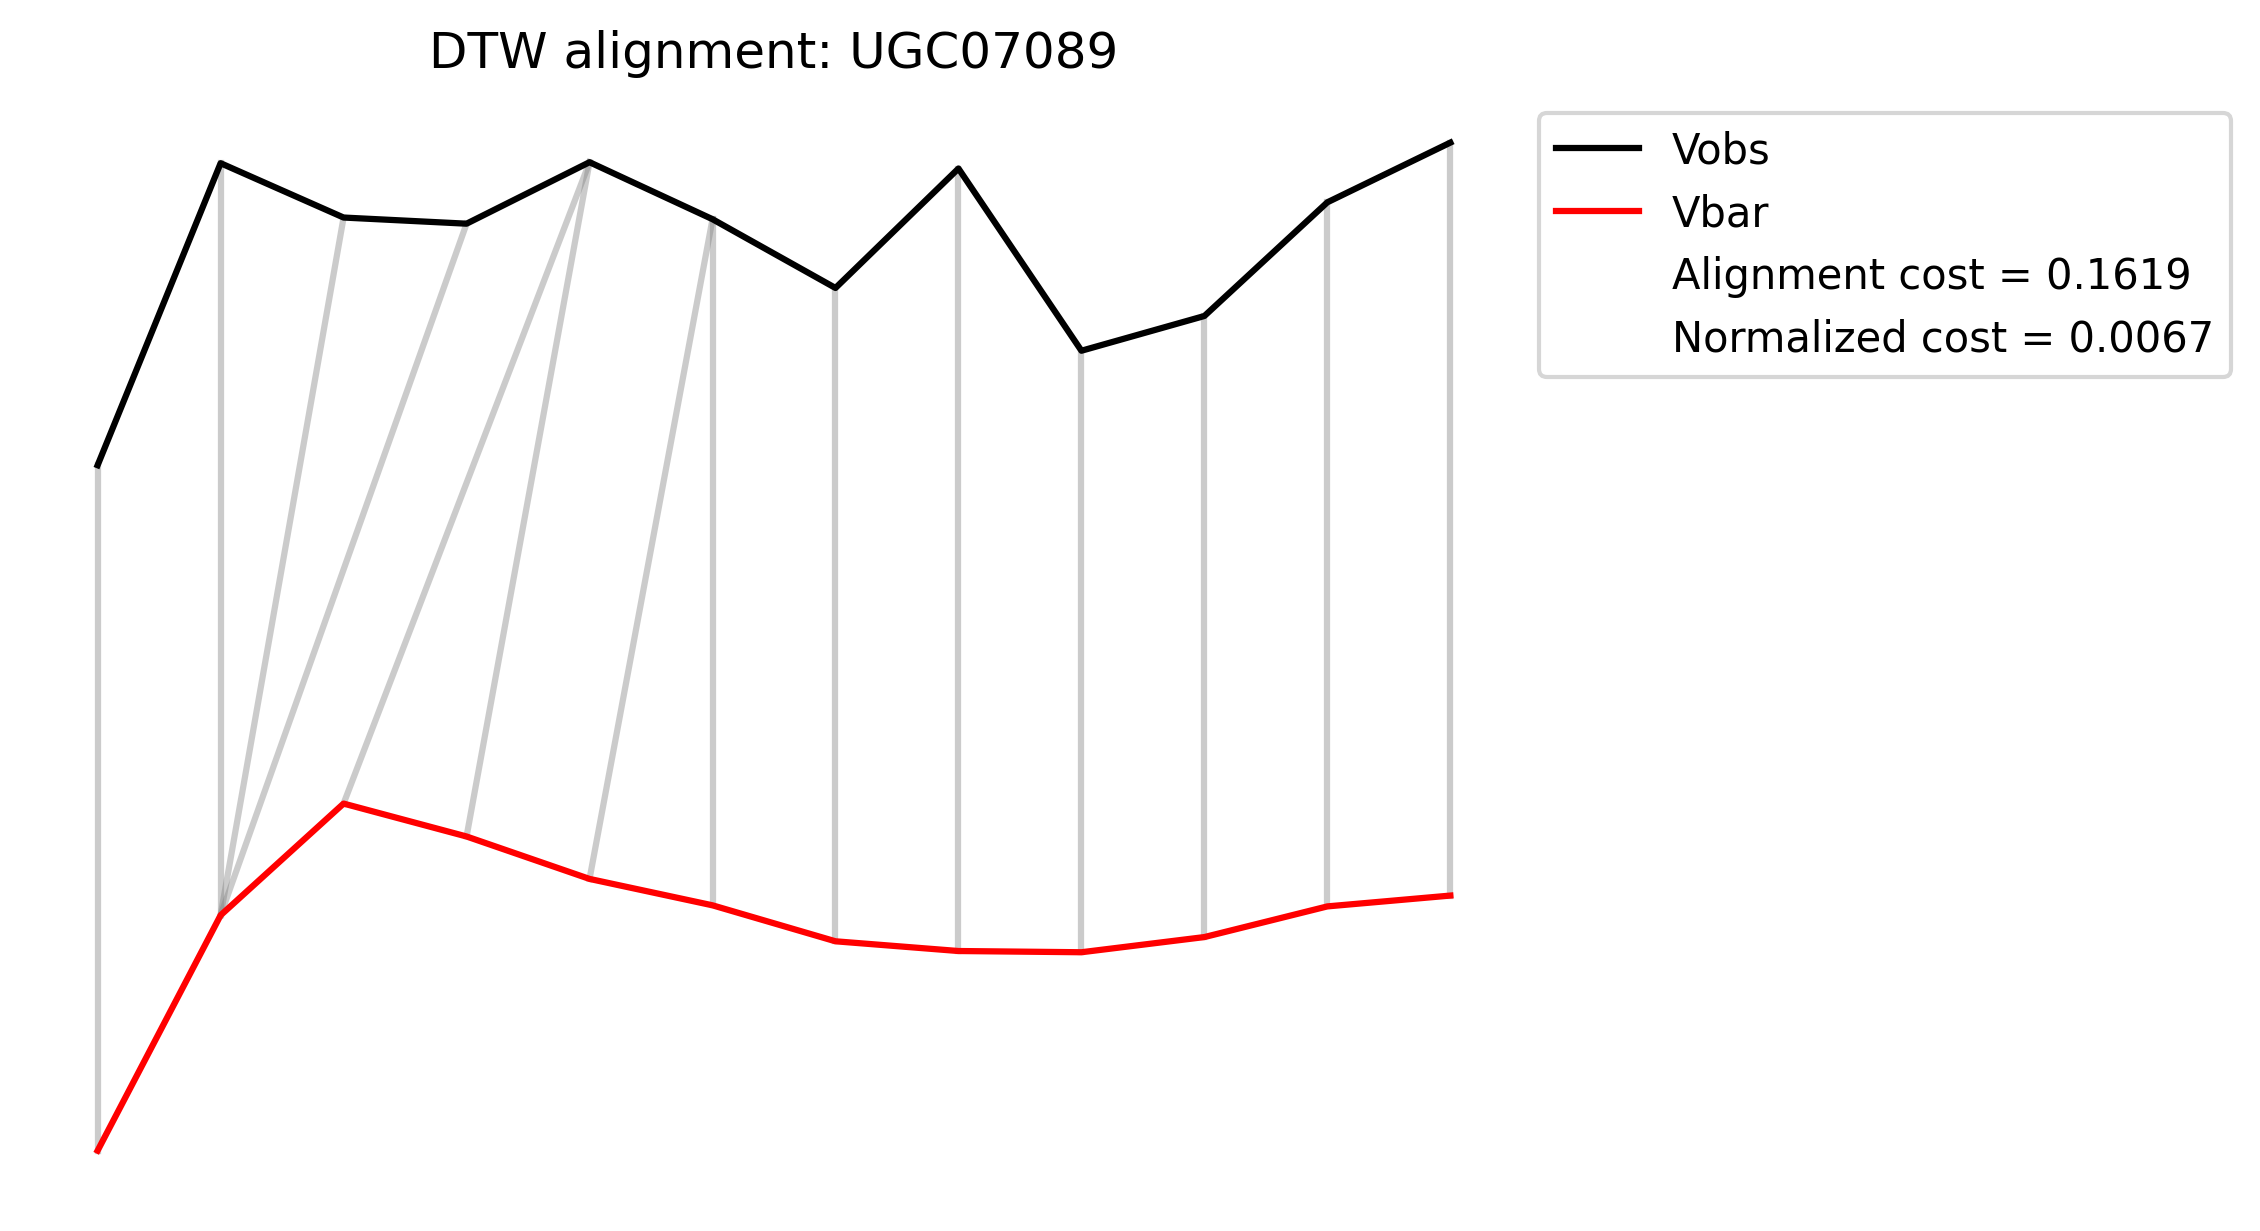 DTW alignment: UGC07089
Vobs
Vbar
Alignment cost = 0.1619
Normalized cost = 0.0067